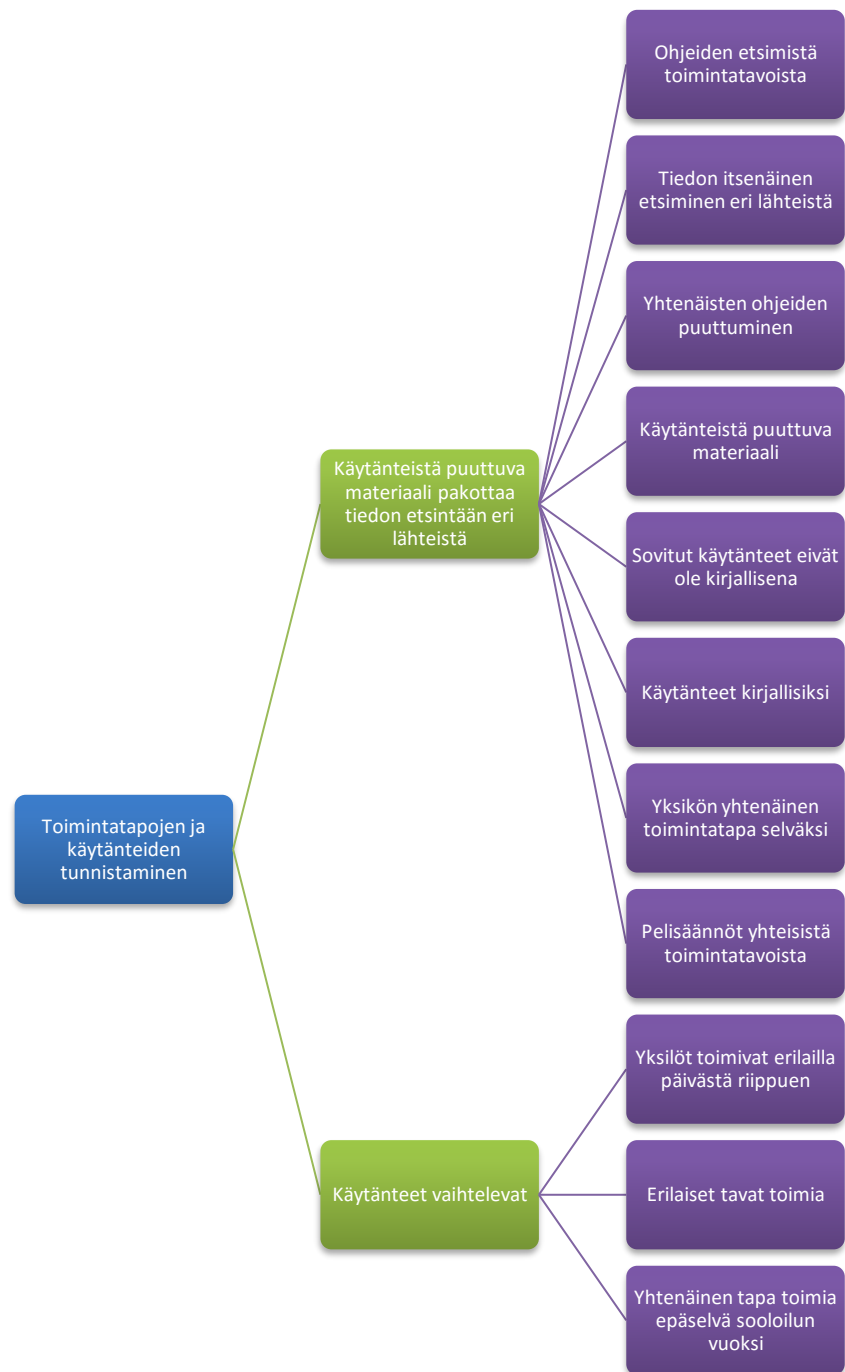 Toimintatapojen ja
käytänteiden
tunnistaminen
Käytänteistä puuttuva
materiaali pakottaa
tiedon etsintään eri
lähteistä
Ohjeiden etsimistä
toimintatavoista
Tiedon itsenäinen
etsiminen eri lähteistä
Yhtenäisten ohjeiden
puuttuminen
Käytänteistä puuttuva
materiaali
Sovitut käytänteet eivät
ole kirjallisena
Käytänteet kirjallisiksi
Yksikön yhtenäinen
toimintatapa selväksi
Pelisäännöt yhteisistä
toimintatavoista
Käytänteet vaihtelevat
Yksilöt toimivat erilailla
päivästä riippuen
Erilaiset tavat toimia
Yhtenäinen tapa toimia
epäselvä sooloilun
vuoksi